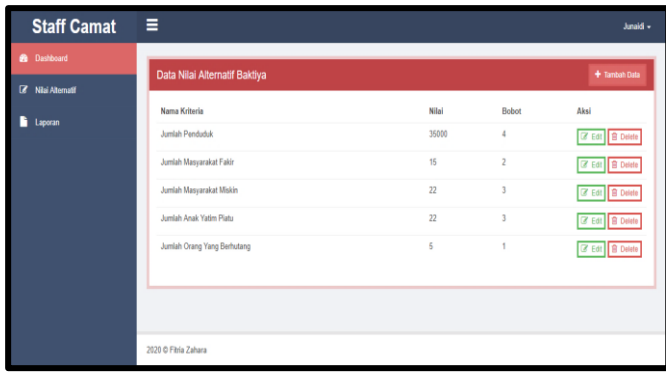 Staff Camat
Junaidi
Dashboard
Nilai Alternatif
Laporan
Data Nilai Alternatif Baktiya
+ Tambah Data
Nama Kriteria Nilai Bobot Aksi
Jumlah Penduduk 35000 4 Edit Delete
Jumlah Masyarakat Fakir 15 2 Edit Delete
Jumlah Masyarakat Miskin 22 3 Edit Delete
Jumlah Anak Yatim Piatu 22 3 Edit Delete
Jumlah Orang Yang Berhutang 5 1 Edit Delete
2020 © Fitria Zahara